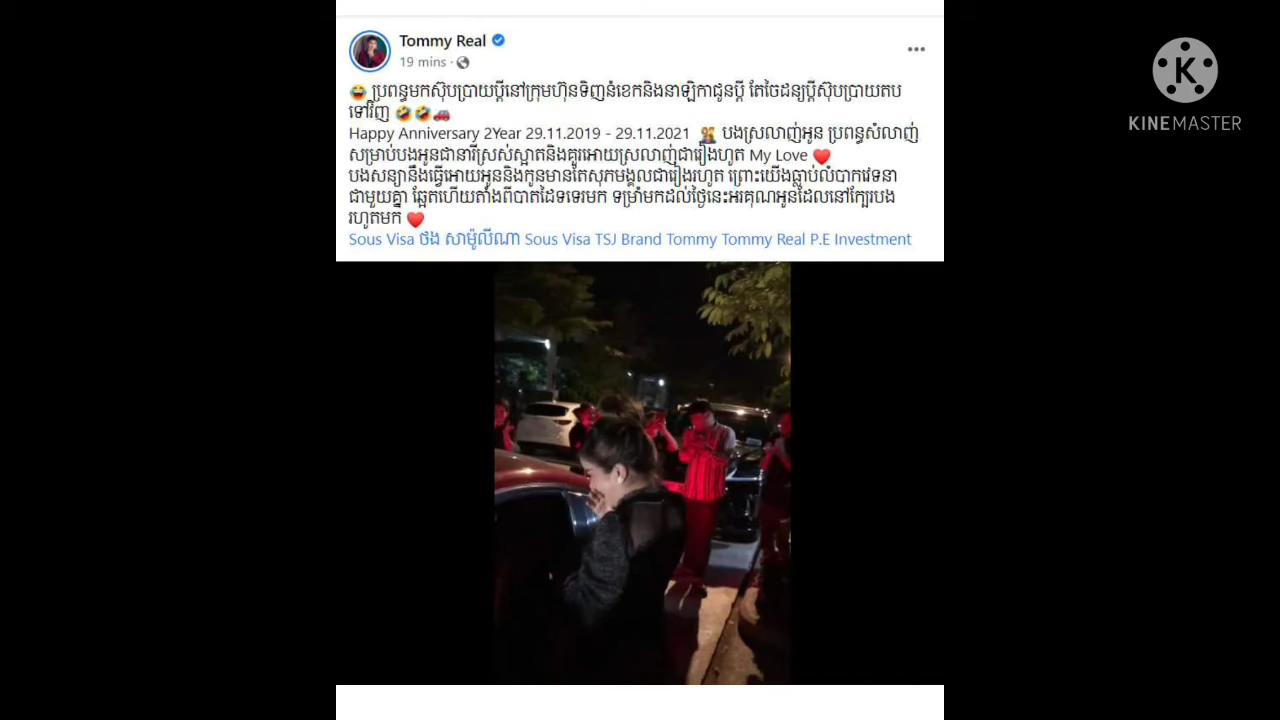 Tommy Real
19 mins ·
😂 ប្រពន្ធមកស៊ុបប្រាយប្ដីនៅក្រុមហ៊ុនទិញនំខេកនិងនាឡិកាជូនប្ដី តែចៃដន្យប្ដីស៊ុបប្រាយតប
ទៅវិញ 🤣🤣🚗
Happy Anniversary 2Year 29.11.2019 - 29.11.2021 បងស្រលាញ់អូន ប្រពន្ធសំលាញ់
សម្រាប់បងអូនជានារីស្រស់ស្អាតនិងគួរអោយស្រលាញ់ជារៀងហូត My Love ❤️
បងសន្យានឹងធ្វើអោយអូននិងកូនមានតែសុភមង្គលជារៀងរហូត ព្រោះយើងធ្លាប់លំបាកវេទនា
ជាមួយគ្នា ឆ្អែតហើយតាំងពីបាតដៃទទេរមក ទម្រាំមកដល់ថ្ងៃនេះអរគុណអូនដែលនៅក្បែរបង
រហូតមក ❤️
Sous Visa ថង សាម៉ូលីណា Sous Visa TSJ Brand Tommy Tommy Real P.E Investment
K
KINEMASTER